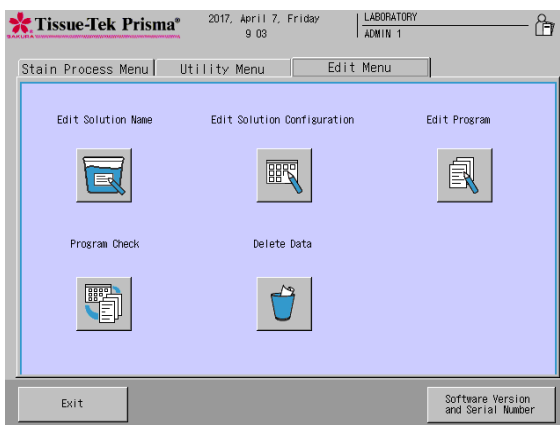 Tissue-Tek Prisma®
SAKURA
2017, April 7, Friday
9 03
LABORATORY
ADMIN 1
Stain Process Menu
Utility Menu
Edit Menu
Edit Solution Name
Edit Solution Configuration
Edit Program
Program Check
Delete Data
Exit
Software Version
and Serial Number